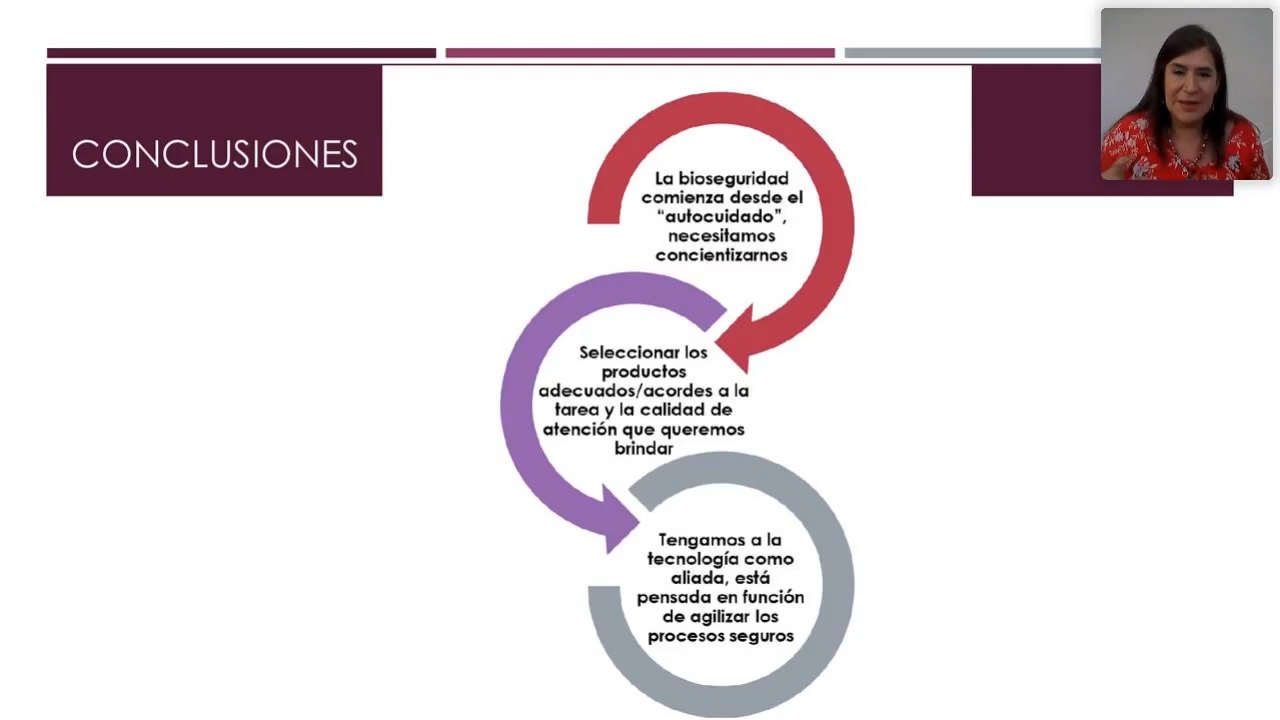 CONCLUSIONES
La bioseguridad
comienza desde el
“autocuidado”,
necesitamos
concientizarnos
Seleccionar los
productos
adecuados/acordes a la
tarea y la calidad de
atención que queremos
brindar
Tengamos a la
tecnología como
aliada, está
pensada en función
de agilizar los
procesos seguros